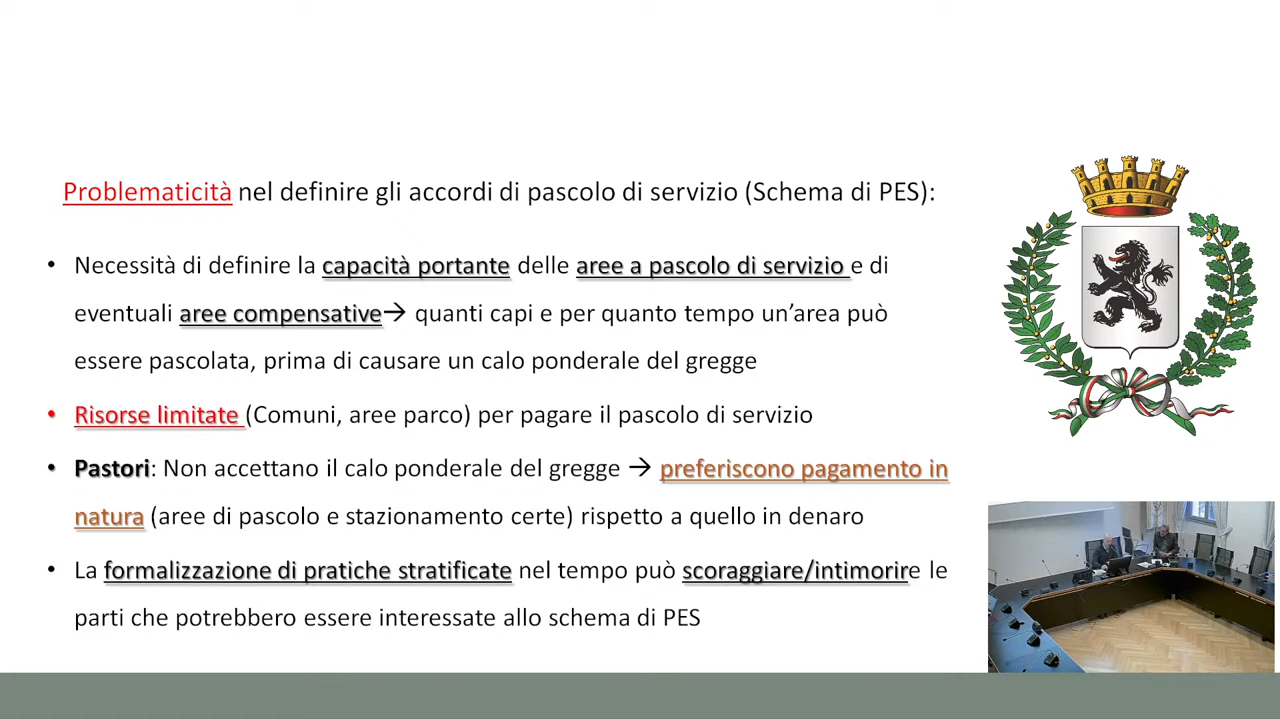 Problematicità nel definire gli accordi di pascolo di servizio (Schema di PES):
• Necessità di definire la capacità portante delle aree a pascolo di servizio e di
eventuali aree compensative→ quanti capi e per quanto tempo un’area può
essere pascolata, prima di causare un calo ponderale del gregge
• Risorse limitate (Comuni, aree parco) per pagare il pascolo di servizio
• Pastori: Non accettano il calo ponderale del gregge → preferiscono pagamento in
natura (aree di pascolo e stazionamento certe) rispetto a quello in denaro
• La formalizzazione di pratiche stratificate nel tempo può scoraggiare/intimorire le
parti che potrebbero essere interessate allo schema di PES